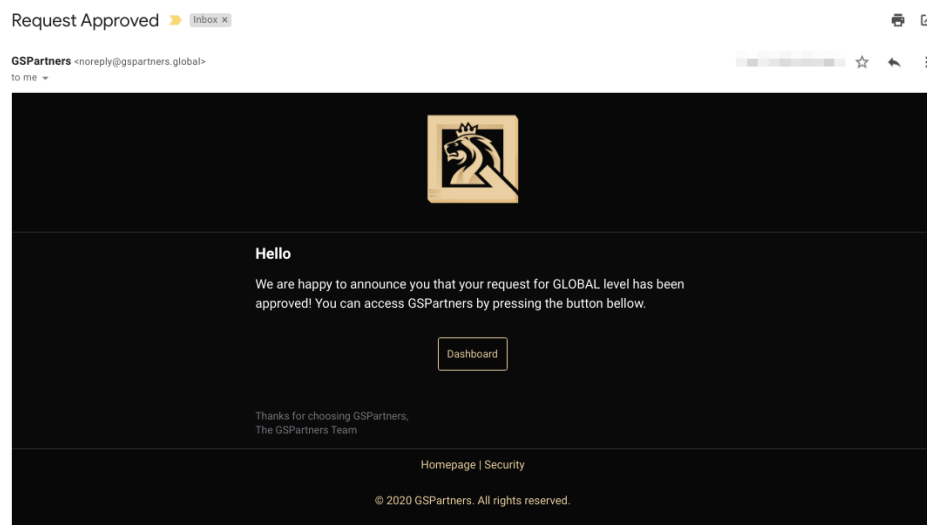 Request Approved Inbox ×
GSPartners <noreply@gspartners.global>
to me
Hello
We are happy to announce you that your request for GLOBAL level has been
approved! You can access GSPartners by pressing the button bellow.
Dashboard
Thanks for choosing GSPartners,
The GSPartners Team
Homepage | Security
© 2020 GSPartners. All rights reserved.